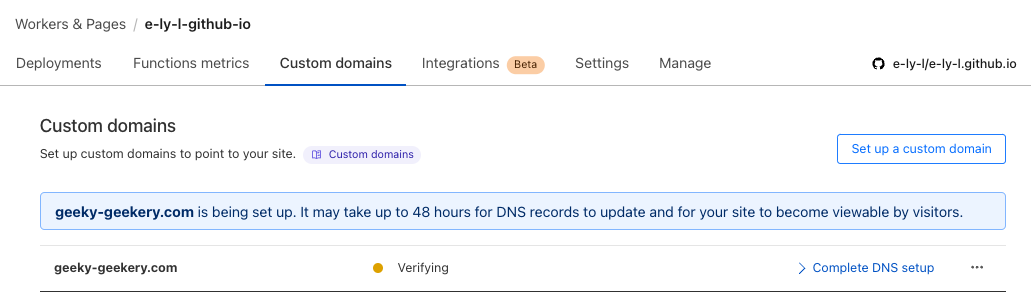 Workers & Pages / e-ly-l-github-io
Deployments Functions metrics Custom domains Integrations Beta Settings Manage e-ly-l/e-ly-l.github.io
Custom domains
Set up custom domains to point to your site. Custom domains
Set up a custom domain
geeky-geekery.com is being set up. It may take up to 48 hours for DNS records to update and for your site to become viewable by visitors.
geeky-geekery.com Verifying Complete DNS setup ...